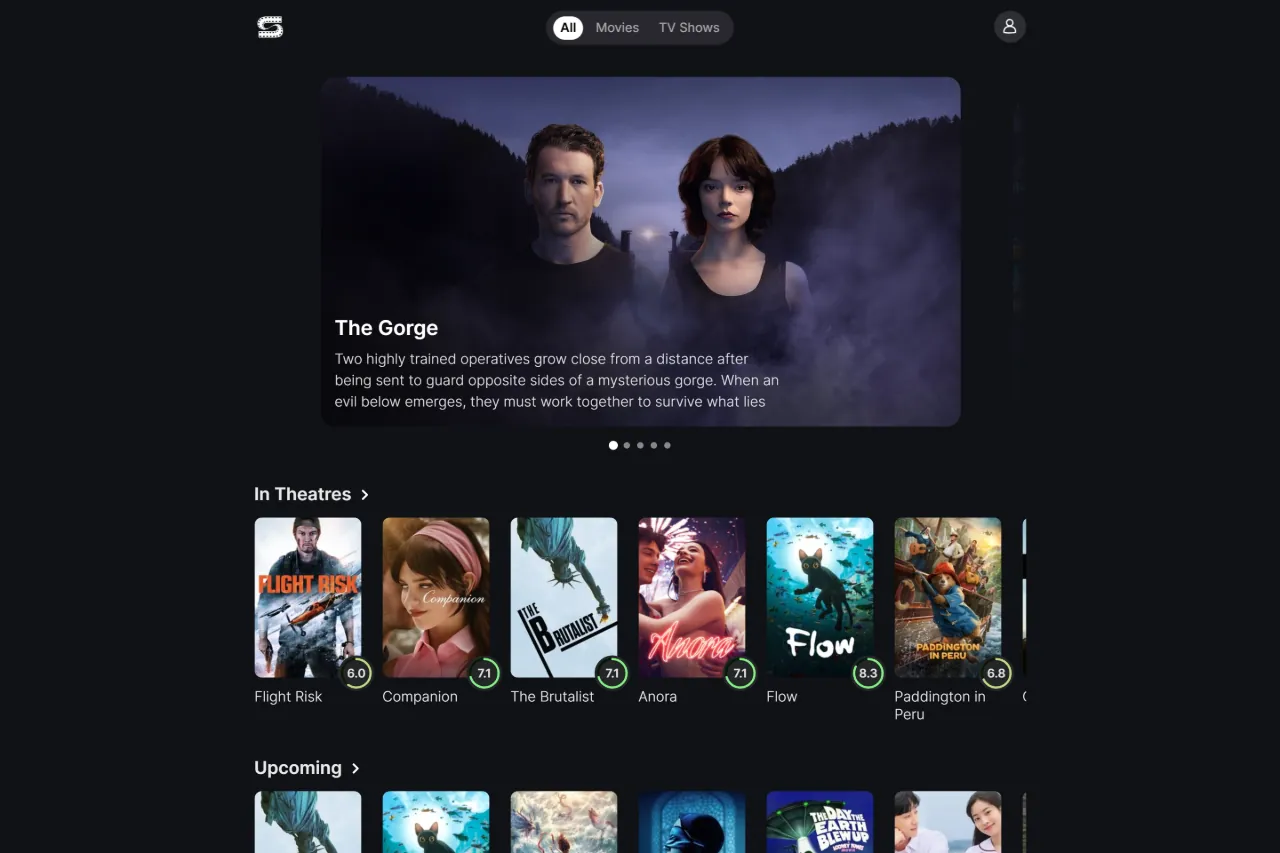 S
All Movies TV Shows
The Gorge
Two highly trained operatives grow close from a distance after
being sent to guard opposite sides of a mysterious gorge. When an
evil below emerges, they must work together to survive what lies
In Theatres
FLIGHT RISK
Companion
THE BRUTALIST
Anora
Flow
PADDINGTON
IN PERU
6.0 7.1 7.1 7.1 8.3 6.8
Flight Risk Companion The Brutalist Anora Flow Paddington in
Peru
Upcoming
THE DAY THE
EARTH
BLEW UP
LOONEY TUNES